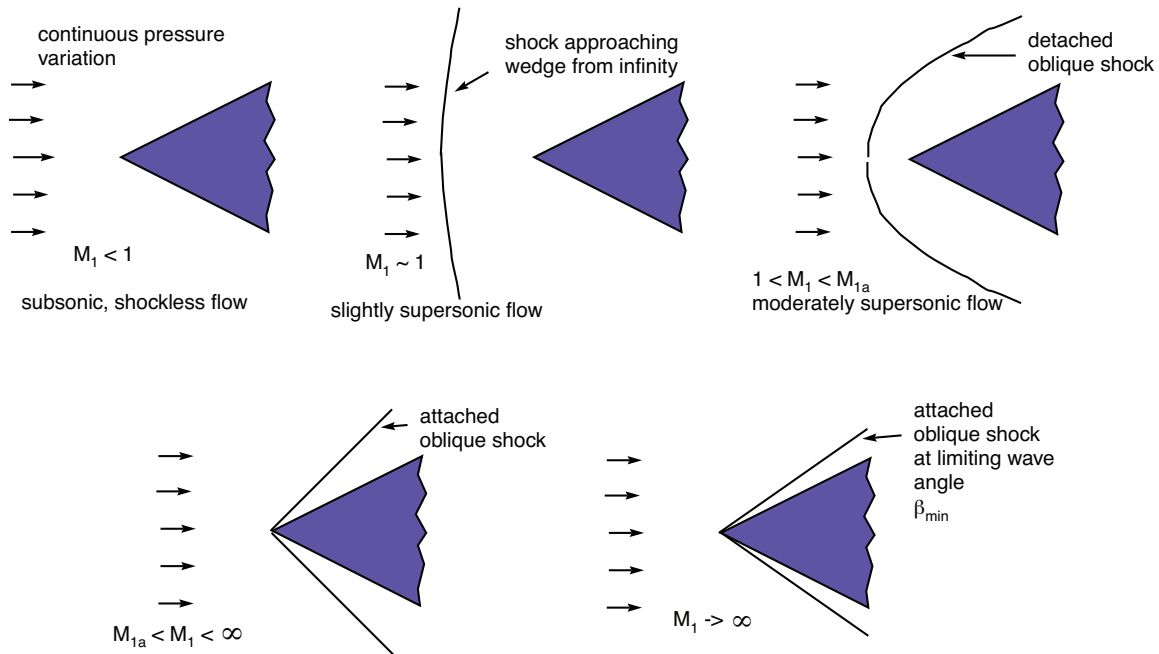 continuous pressure
variation
M₁ < 1
subsonic, shockless flow
shock approaching
wedge from infinity
M₁ ~ 1
slightly supersonic flow
detached
oblique shock
1 < M₁ < M₁ₐ
moderately supersonic flow
attached
oblique shock
M₁ₐ < M₁ < ∞
attached
oblique shock
at limiting wave
angle
β_min
M₁ -> ∞